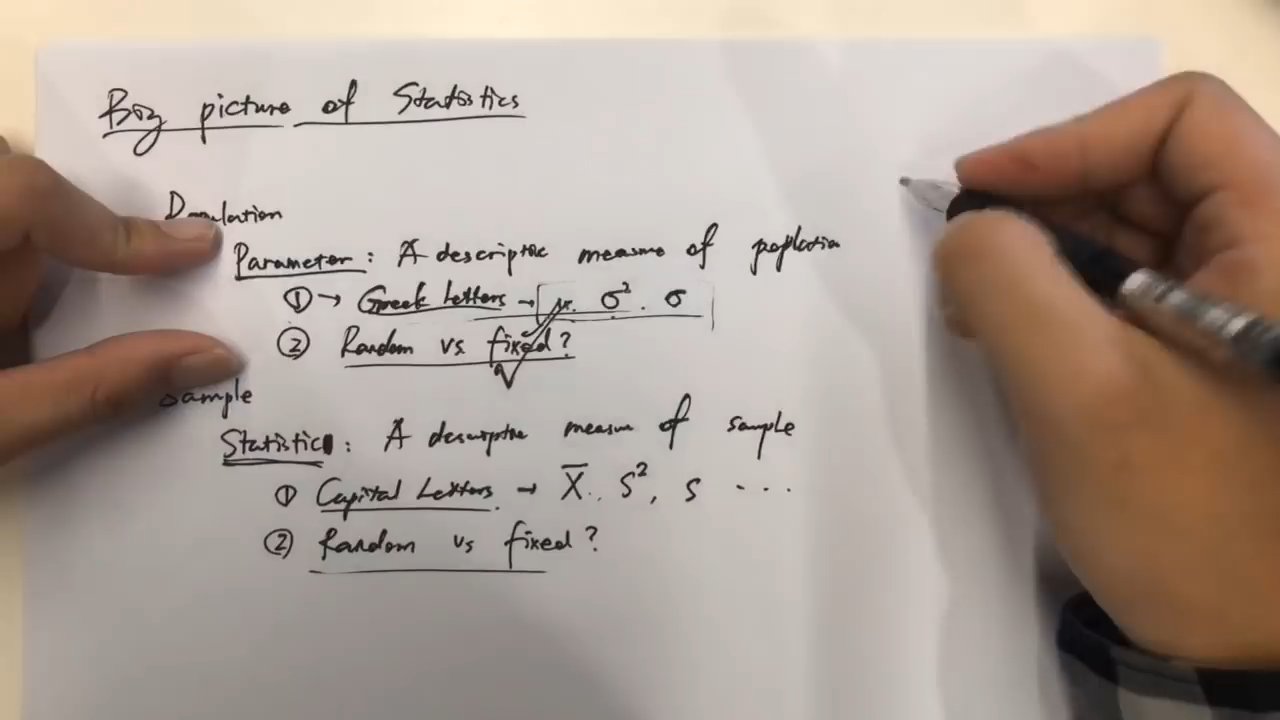 Big picture of Statistics
Population
Parameter : A descriptive measure of popplation
① → Greek Letters → μ. σ². σ
② Random vs fixed?
Sample
Statistic : A descriptive measure of sample
① Capital Letters → X̄., S², S ...
② Random vs fixed?